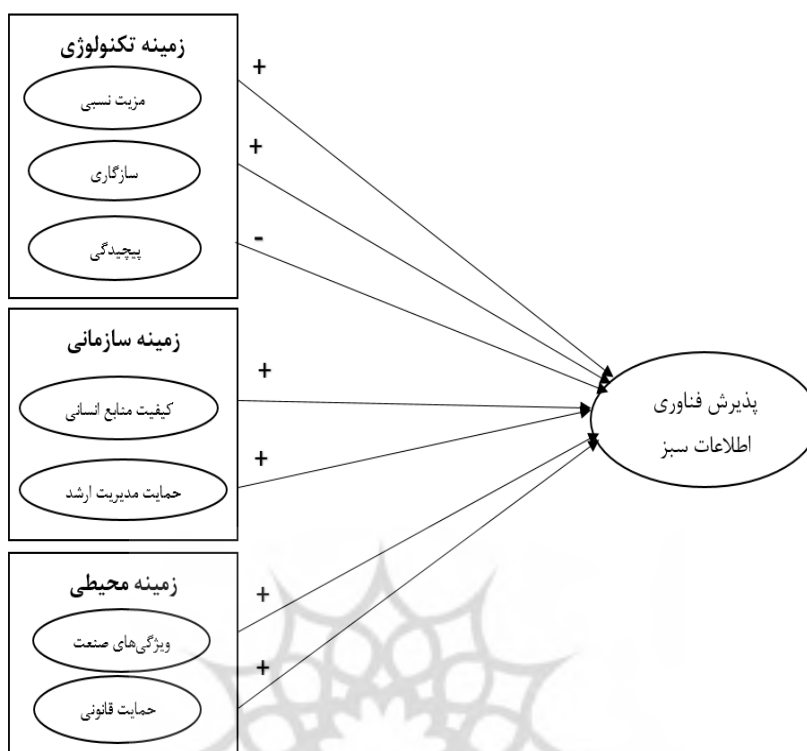 زمینه تکنولوژی
+
مزیت نسبی
+
سازگاری
-
پیچیدگی
زمینه سازمانی
+
کیفیت منابع انسانی
+
حمایت مدیریت ارشد
زمینه محیطی
+
ویژگی‌های صنعت
+
حمایت قانونی
پذیرش فناوری
اطلاعات سبز